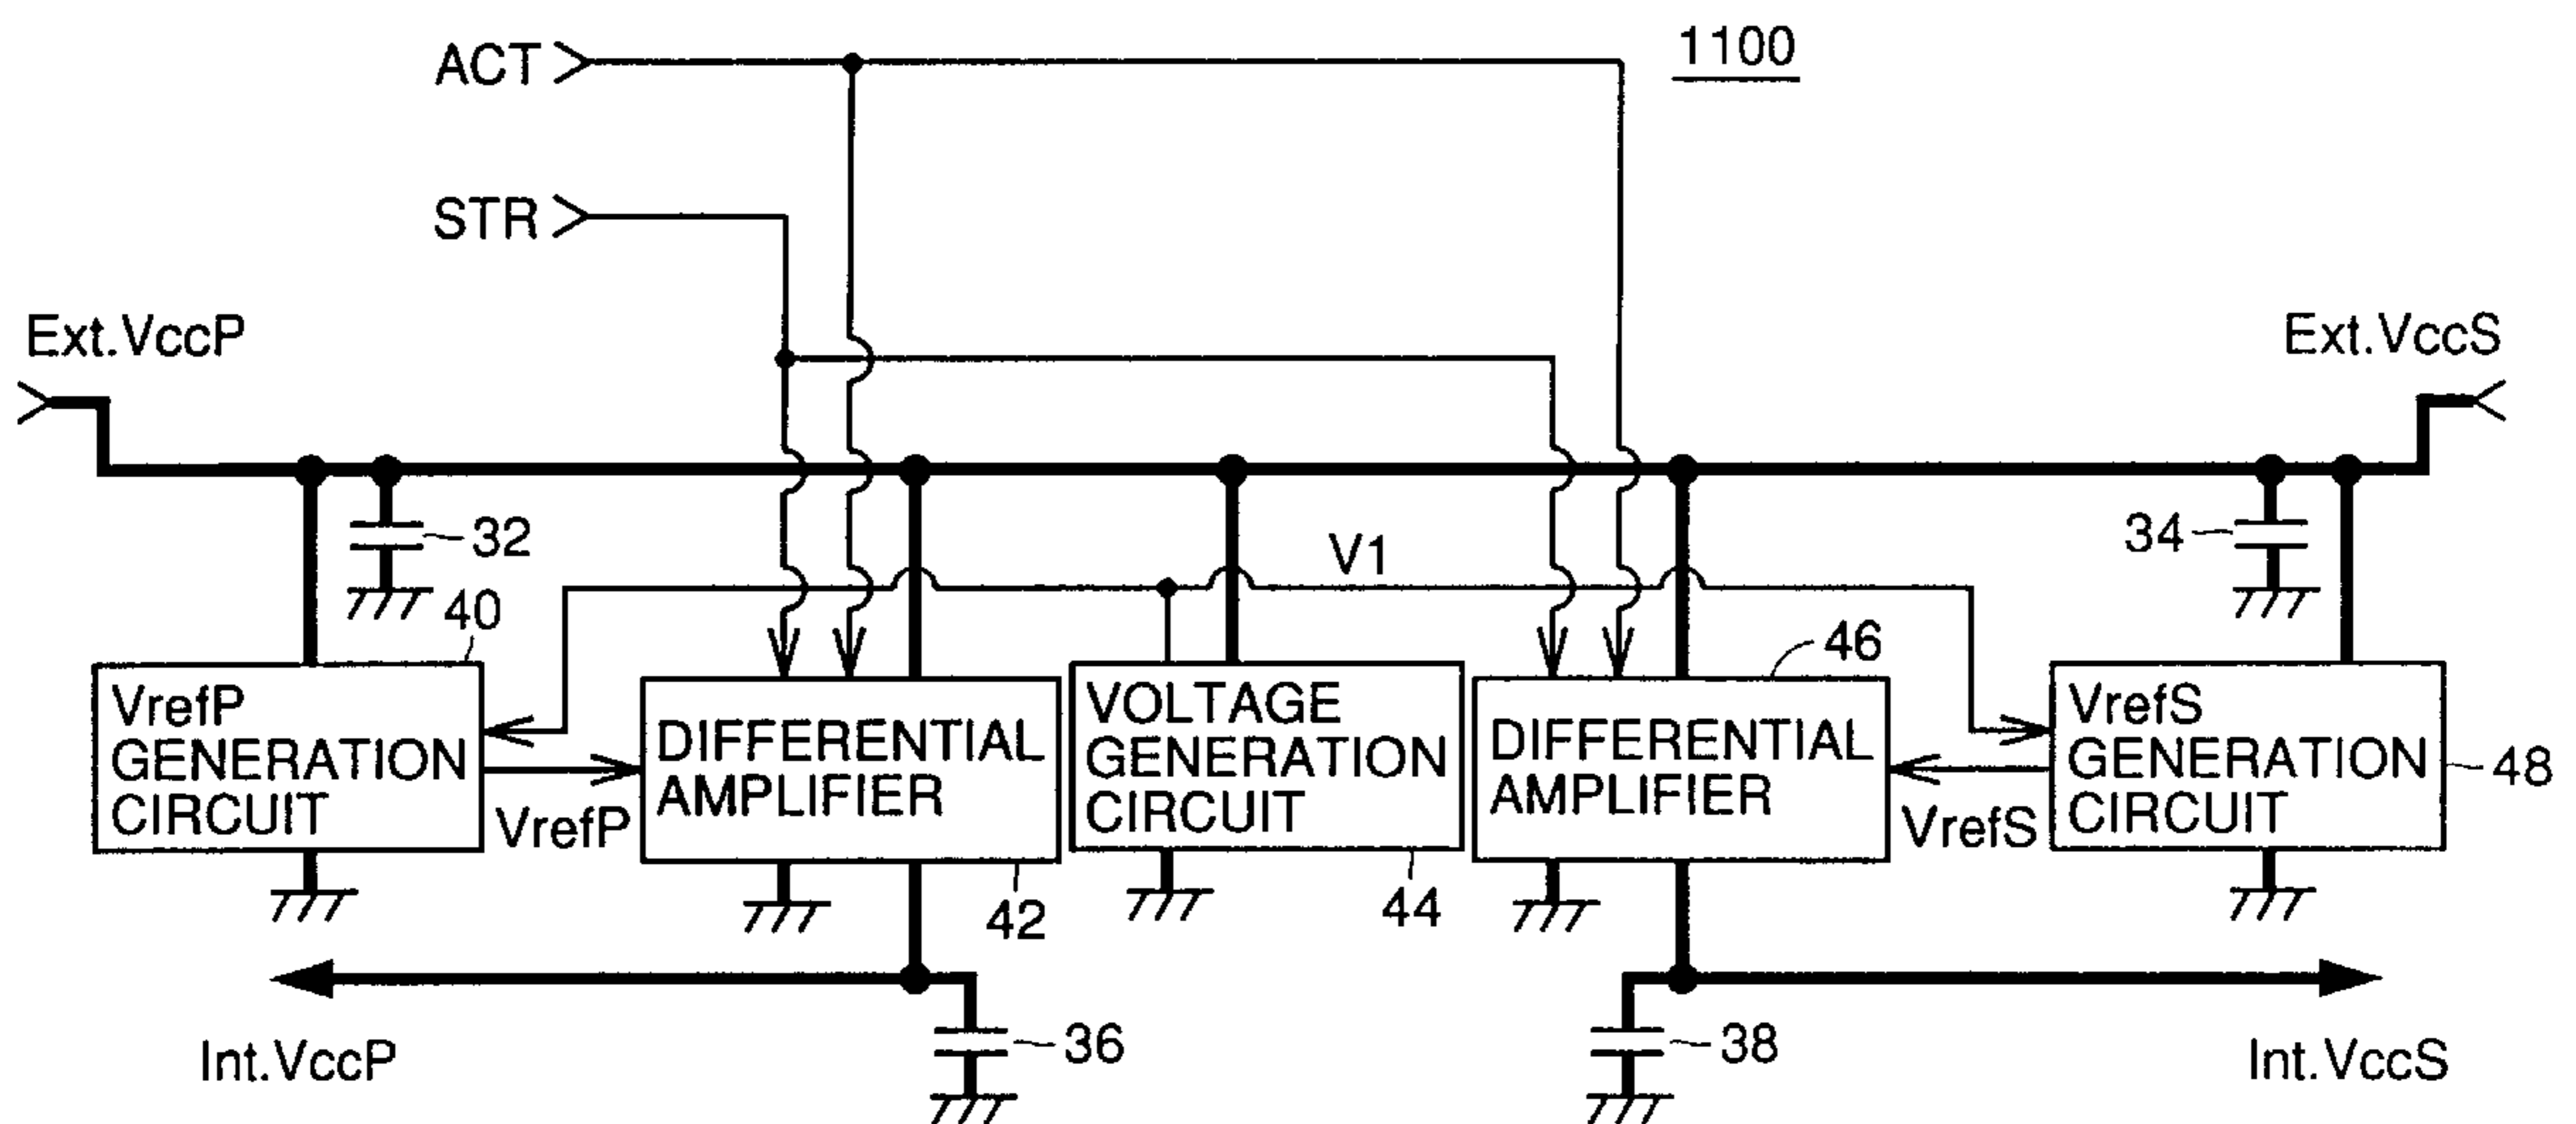 ACT
1100
STR
Ext.VccP
Ext.VccS
32
34
V1
40
46
VrefP
GENERATION
CIRCUIT
VrefP
DIFFERENTIAL
AMPLIFIER
42
VOLTAGE
GENERATION
CIRCUIT
44
DIFFERENTIAL
AMPLIFIER
VrefS
VrefS
GENERATION
CIRCUIT
48
36
38
Int.VccP
Int.VccS